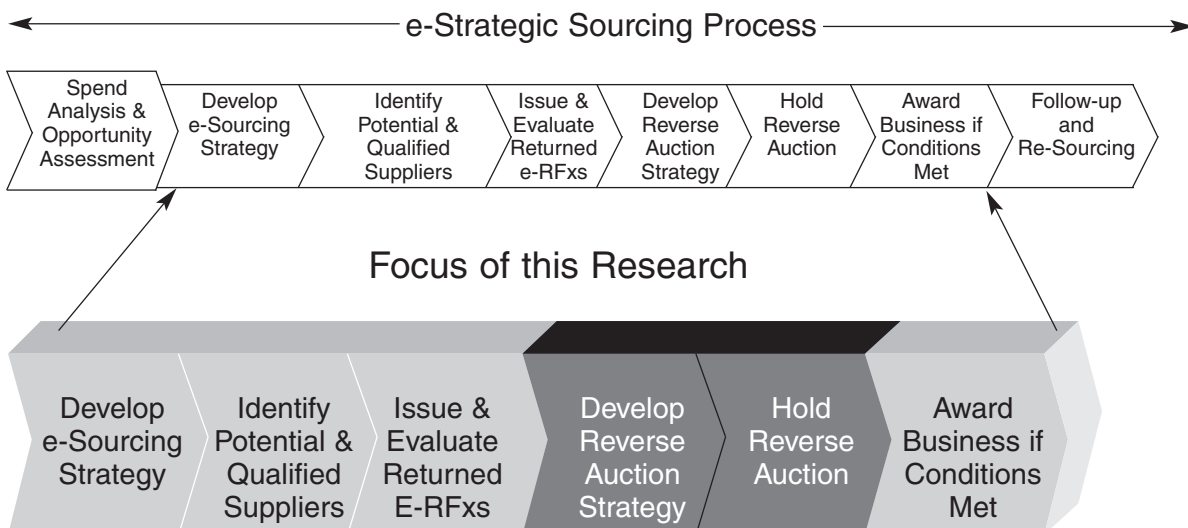 e-Strategic Sourcing Process
Spend
Analysis &
Opportunity
Assessment
Develop
e-Sourcing
Strategy
Identify
Potential &
Qualified
Suppliers
Issue &
Evaluate
Returned
e-RFxs
Develop
Reverse
Auction
Strategy
Hold
Reverse
Auction
Award
Business if
Conditions
Met
Follow-up
and
Re-Sourcing
Focus of this Research
Develop
e-Sourcing
Strategy
Identify
Potential &
Qualified
Suppliers
Issue &
Evaluate
Returned
E-RFxs
Develop
Reverse
Auction
Strategy
Hold
Reverse
Auction
Award
Business if
Conditions
Met